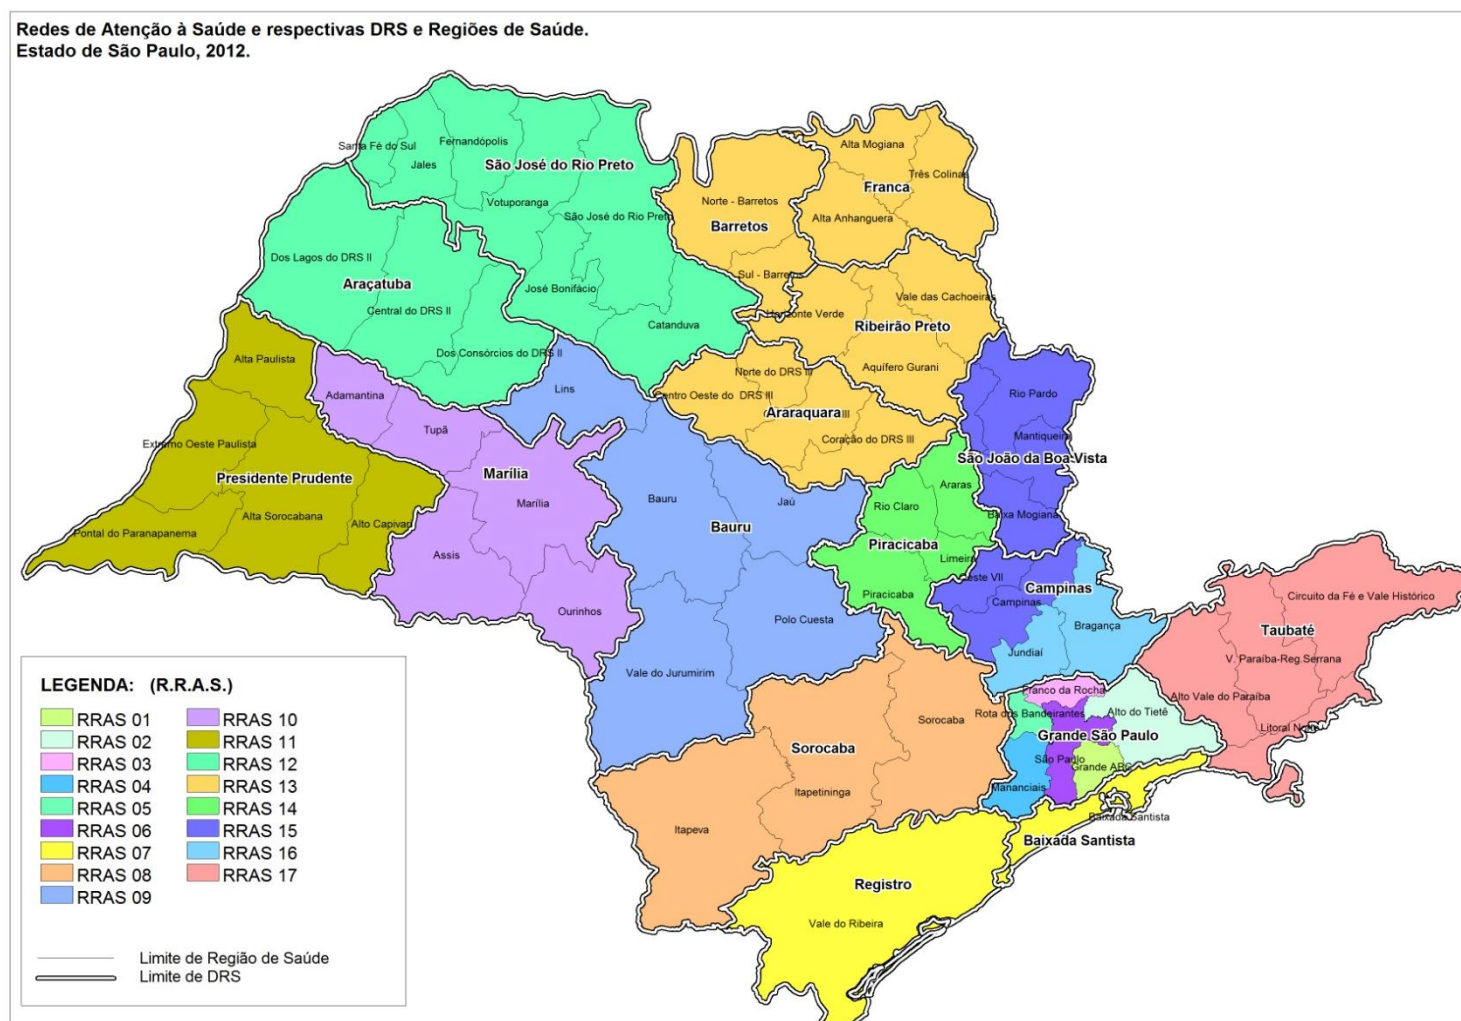 Redes de Atenção à Saúde e respectivas DRS e Regiões de Saúde.
Estado de São Paulo, 2012.
Santa Fé do Sul
Jales
Fernandópolis
São José do Rio Preto
Votuporanga
São José do Rio Preto
José Bonifácio
Catanduva
Dos Lagos do DRS II
Araçatuba
Central do DRS II
Dos Consórcios do DRS II
Norte - Barretos
Barretos
Sul - Barretos
Alta Mogiana
Três Colinas
Franca
Alta Anhanguera
Horizonte Verde
Vale das Cachoeiras
Ribeirão Preto
Aquífero Gurani
Norte do DRS III
Centro Oeste do DRS III
Araraquara
III
Coração do DRS III
Alta Paulista
Extremo Oeste Paulista
Presidente Prudente
Pontal do Paranapanema
Alta Sorocabana
Alto Capivari
Adamantina
Tupã
Marília
Marília
Assis
Ourinhos
Lins
Bauru
Jaú
Bauru
Polo Cuesta
Vale do Jurumirim
Rio Pardo
Mantiqueira
São João da Boa Vista
Baixa Mogiana
Araras
Rio Claro
Piracicaba
Limeira
Piracicaba
Oeste VII
Campinas
Campinas
Bragança
Jundiaí
Circuito da Fé e Vale Histórico
Taubaté
V. Paraíba-Reg.Serrana
Alto Vale do Paraíba
Litoral Norte
Franco da Rocha
Rota dos Bandeirantes
Alto do Tietê
Grande São Paulo
São Paulo
Grande ABC
Mananciais
Sorocaba
Sorocaba
Itapetininga
Itapeva
Baixada Santista
Baixada Santista
Registro
Vale do Ribeira
LEGENDA: (R.R.A.S.)
RRAS 01
RRAS 02
RRAS 03
RRAS 04
RRAS 05
RRAS 06
RRAS 07
RRAS 08
RRAS 09
RRAS 10
RRAS 11
RRAS 12
RRAS 13
RRAS 14
RRAS 15
RRAS 16
RRAS 17
Limite de Região de Saúde
Limite de DRS